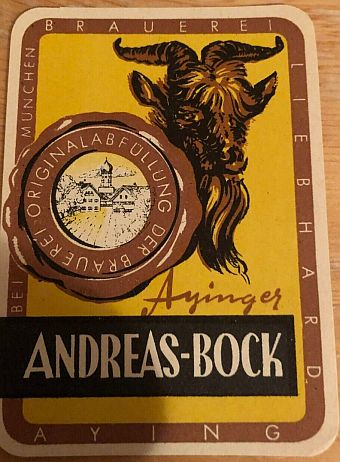 BRAUEREI
LIEBHARD,
AYING
BEI MÜNCHEN
ORIGINALABFÜLLUNG DER BRAUEREI
Ayinger
ANDREAS-BOCK